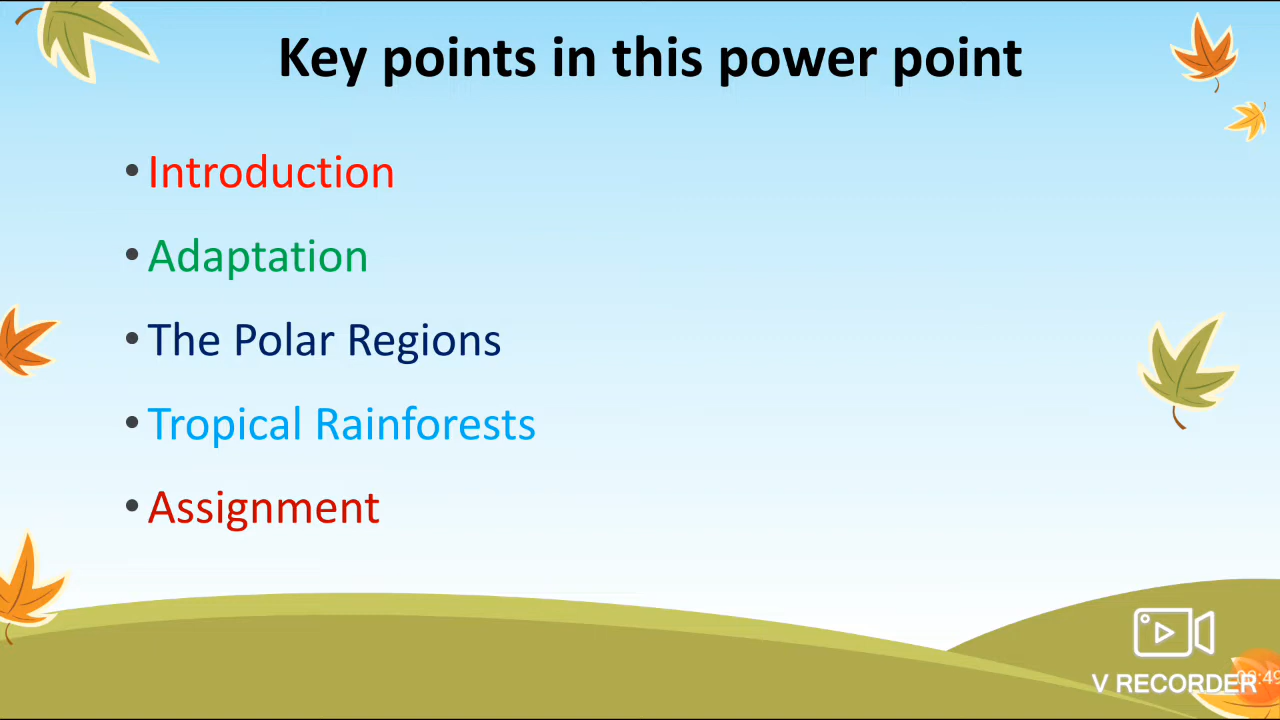 Key points in this power point
• Introduction
• Adaptation
• The Polar Regions
• Tropical Rainforests
• Assignment
V RECORDER